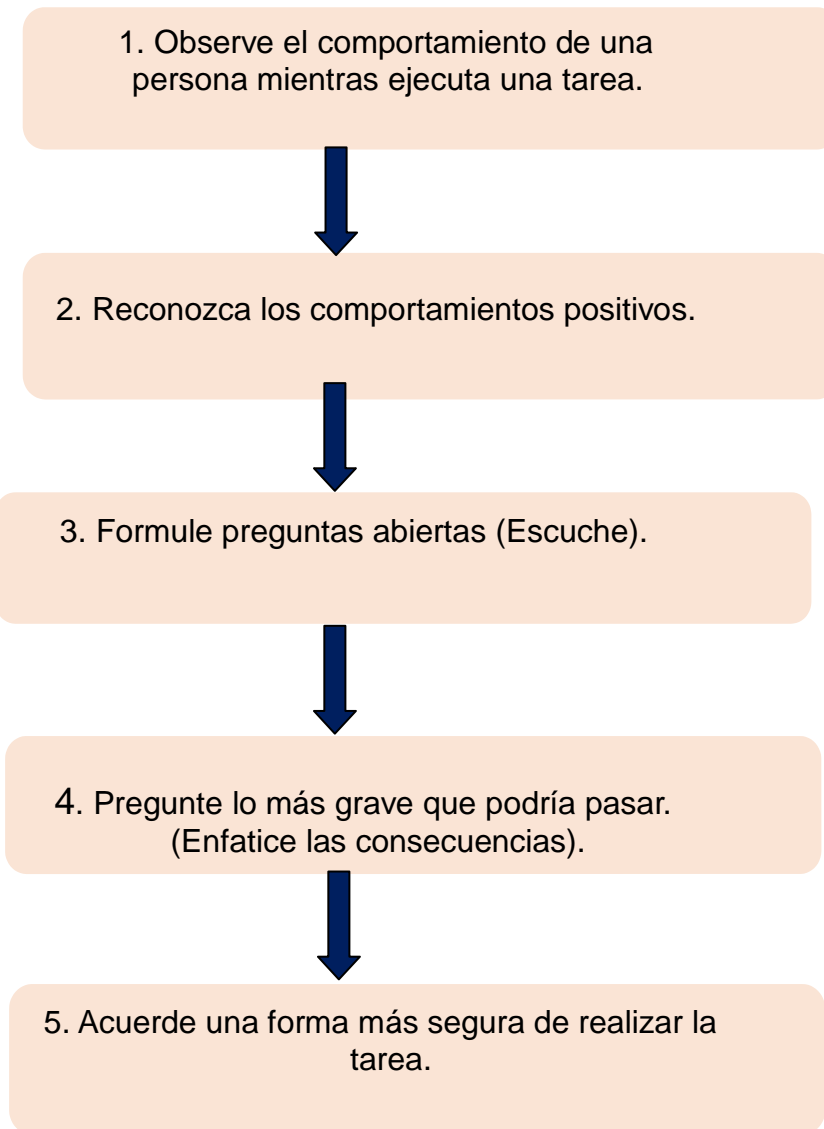 1. Observe el comportamiento de una
persona mientras ejecuta una tarea.
2. Reconozca los comportamientos positivos.
3. Formule preguntas abiertas (Escuche).
4. Pregunte lo más grave que podría pasar.
(Enfatice las consecuencias).
5. Acuerde una forma más segura de realizar la
tarea.